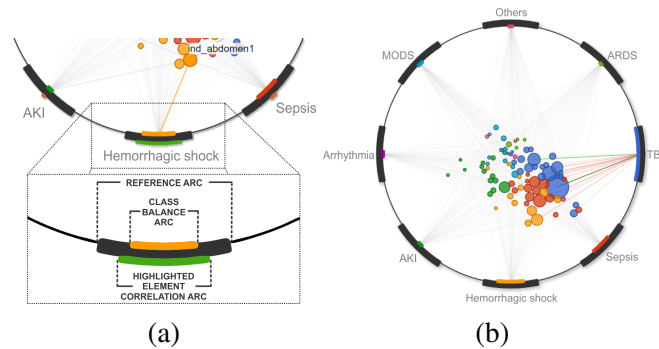 ind_abdomen1
AKI
Sepsis
Hemorrhagic shock
REFERENCE ARC
CLASS
BALANCE
ARC
HIGHLIGHTED
ELEMENT
CORRELATION ARC
(a)
Others
MODS
ARDS
Arrhythmia
TBI
AKI
Sepsis
Hemorrhagic shock
(b)